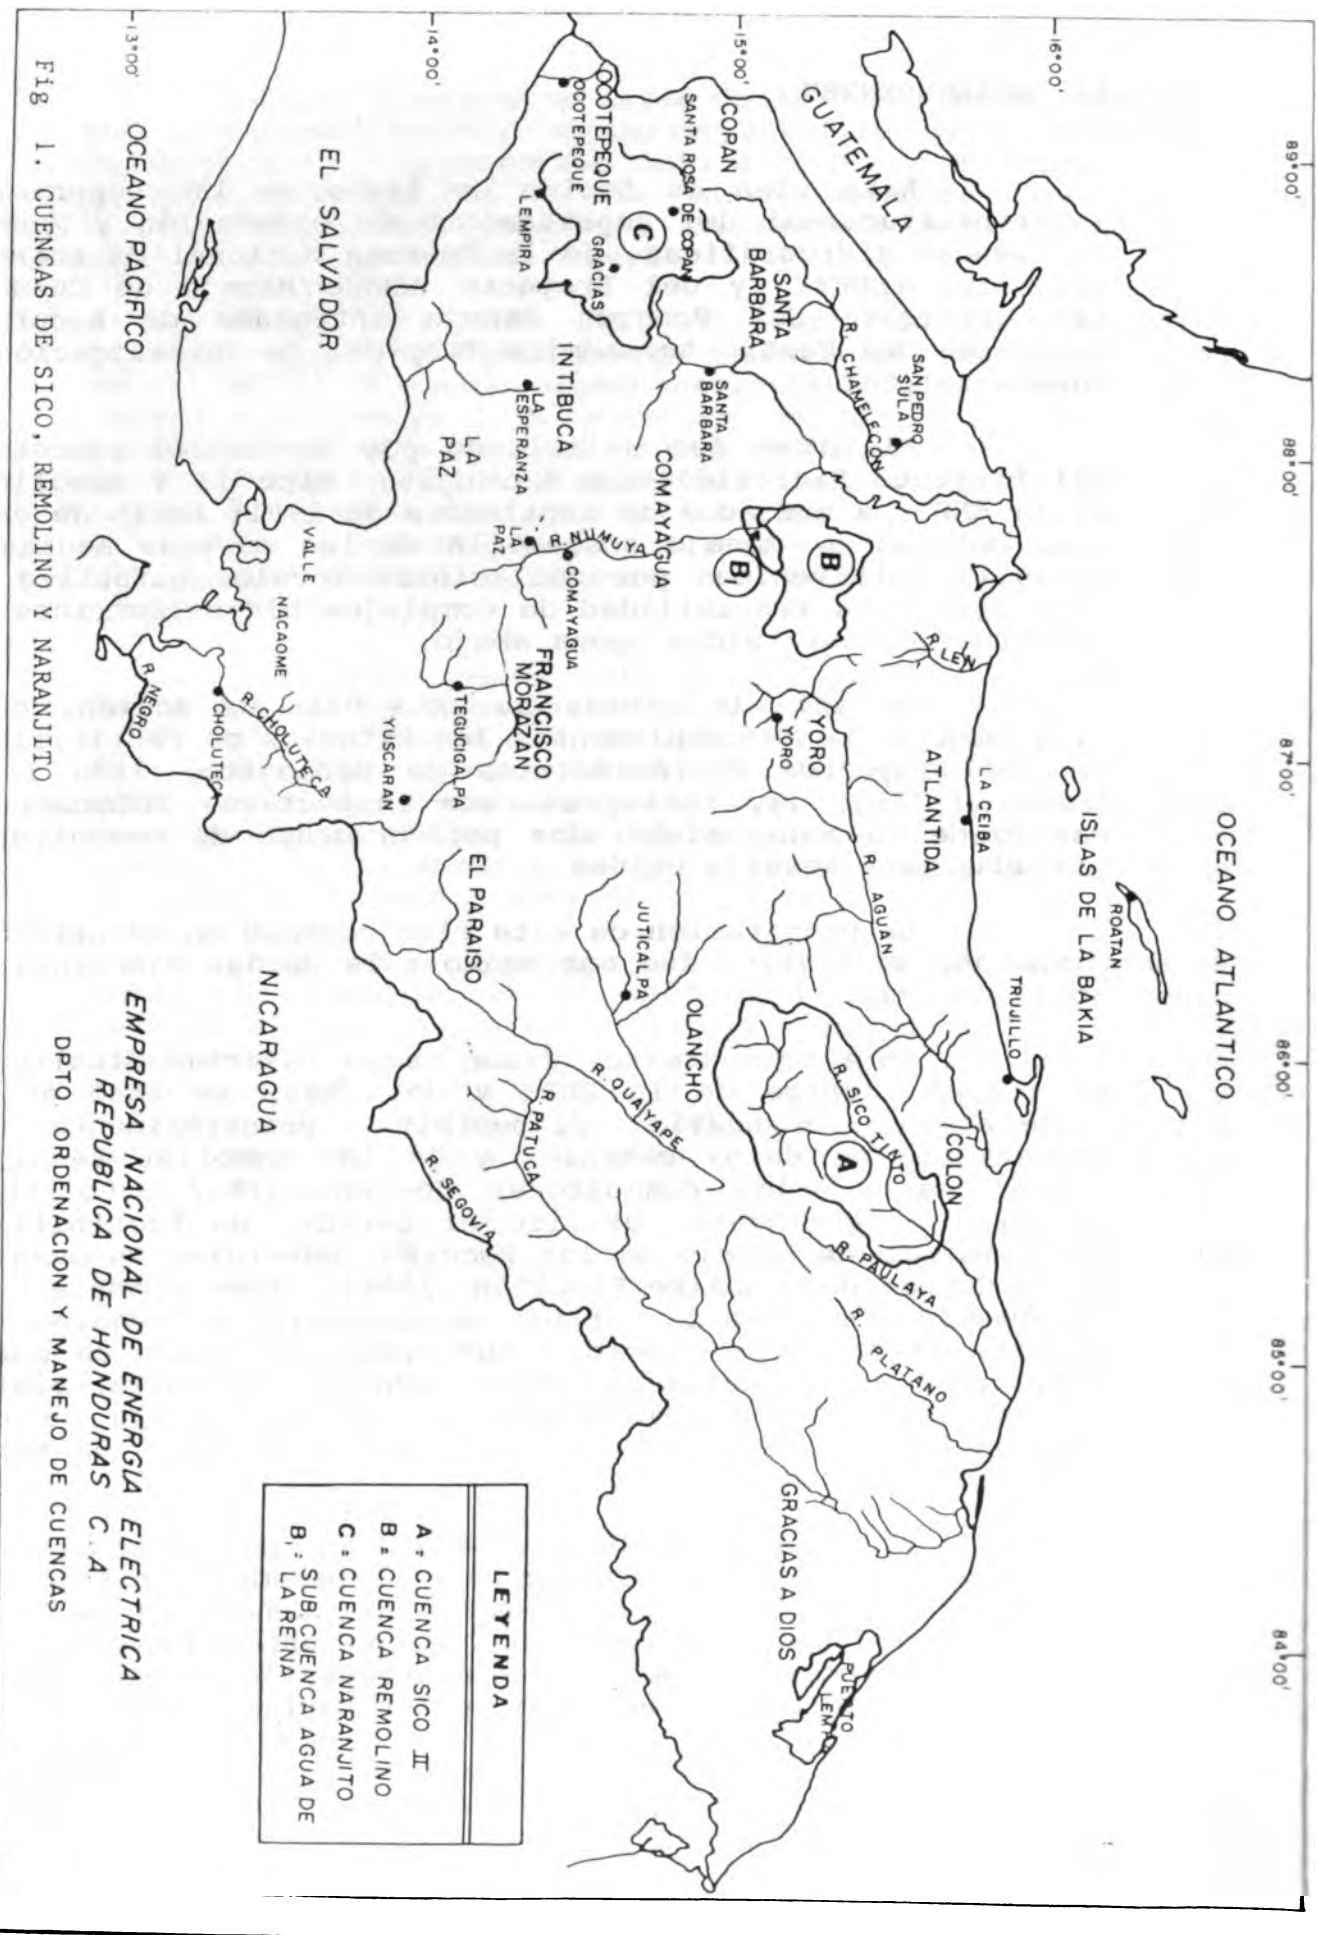 89°00'
88°00'
87°00'
86°00'
85°00'
84°00'
16°00'
15°00'
14°00'
13°00'
OCEANO ATLANTICO
ISLAS DE LA BAKIA
ROATAN
GUATEMALA
SAN PEDRO
SULA
R. CHAMELECON
R. LEN
LA CEIBA
ATLANTIDA
TRUJILLO
COLON
COPAN
SANTA ROSA DE COPAN
SANTA
BARBARA
SANTA
BARBARA
YORO
YORO
R. AGUAN
R. SICO TINTO
A
R. PAULAYA
R. PLATANO
GRACIAS A DIOS
PUERTO
LEMP
B
B
C
OCOTEPEQUE
OCOTEPEQUE
GRACIAS
LEMPIRA
INTIBUCA
LA
ESPERANZA
COMAYAGUA
R. HUMUYA
COMAYAGUA
LA
PAZ
LA
PAZ
FRANCISCO
MORAZAN
TEGUCIGALPA
YUSCARAN
JUTICALPA
OLANCHO
R. GUAYAPE
R. PATUCA
R. SEGOVIA
EL PARAISO
EL SALVADOR
VALLE
NACAOME
R. CHOLUTECA
CHOLUTECA
R. NEGRO
NICARAGUA
OCEANO PACIFICO
LEYENDA
A = CUENCA SICO II
B = CUENCA REMOLINO
C = CUENCA NARANJITO
B₁ = SUB CUENCA AGUA DE
LA REINA
EMPRESA NACIONAL DE ENERGIA ELECTRICA
REPUBLICA DE HONDURAS C.A.
DPTO. ORDENACION Y MANEJO DE CUENCAS
Fig 1. CUENCAS DE SICO, REMOLINO Y NARANJITO